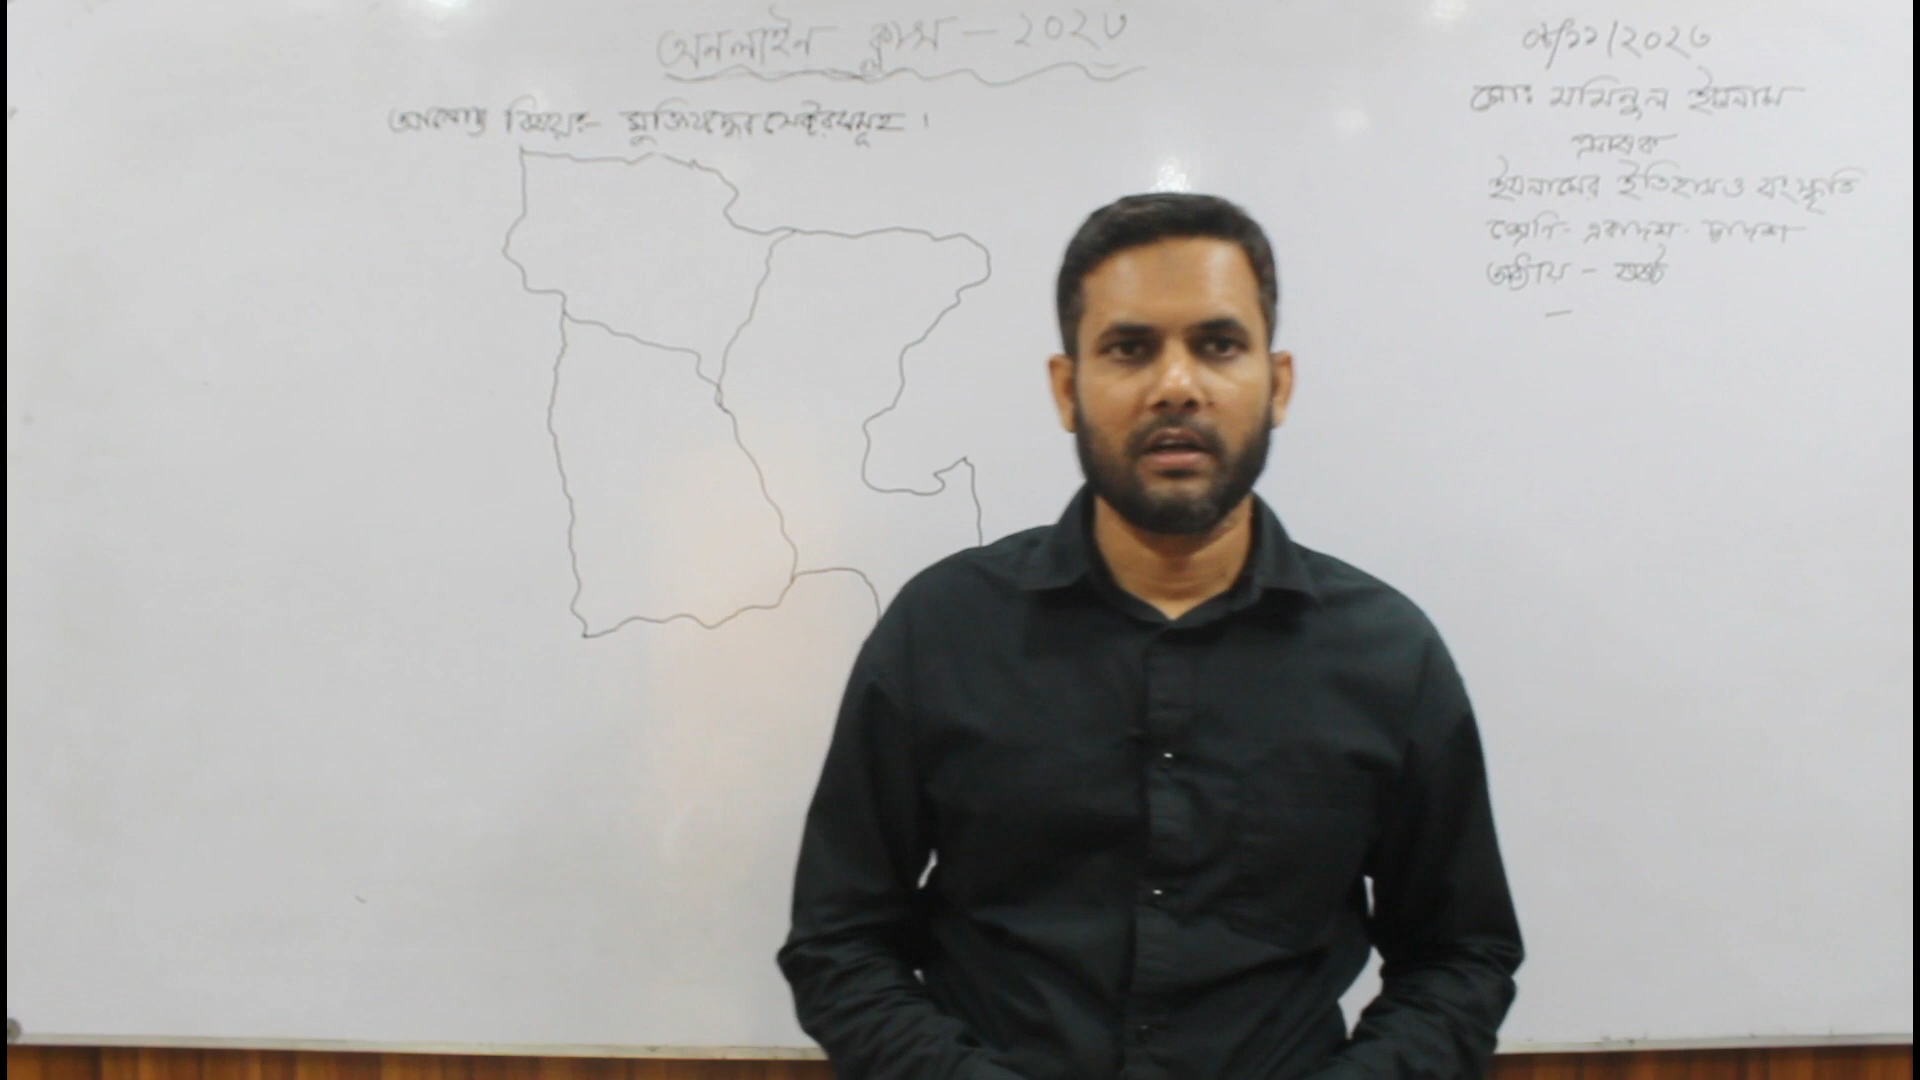 অনলাইন ক্লাস - ২০২৩
আলোচ্য বিষয়ঃ- মুক্তিযুদ্ধের সেক্টরসমূহ।
/১১/২০২৩
মোঃ মমিনুল ইসলাম
প্রভাষক
ইসলামের ইতিহাস ও সংস্কৃতি
শ্রেণি- একাদশ- দ্বাদশ
অধ্যায় - ষষ্ঠ